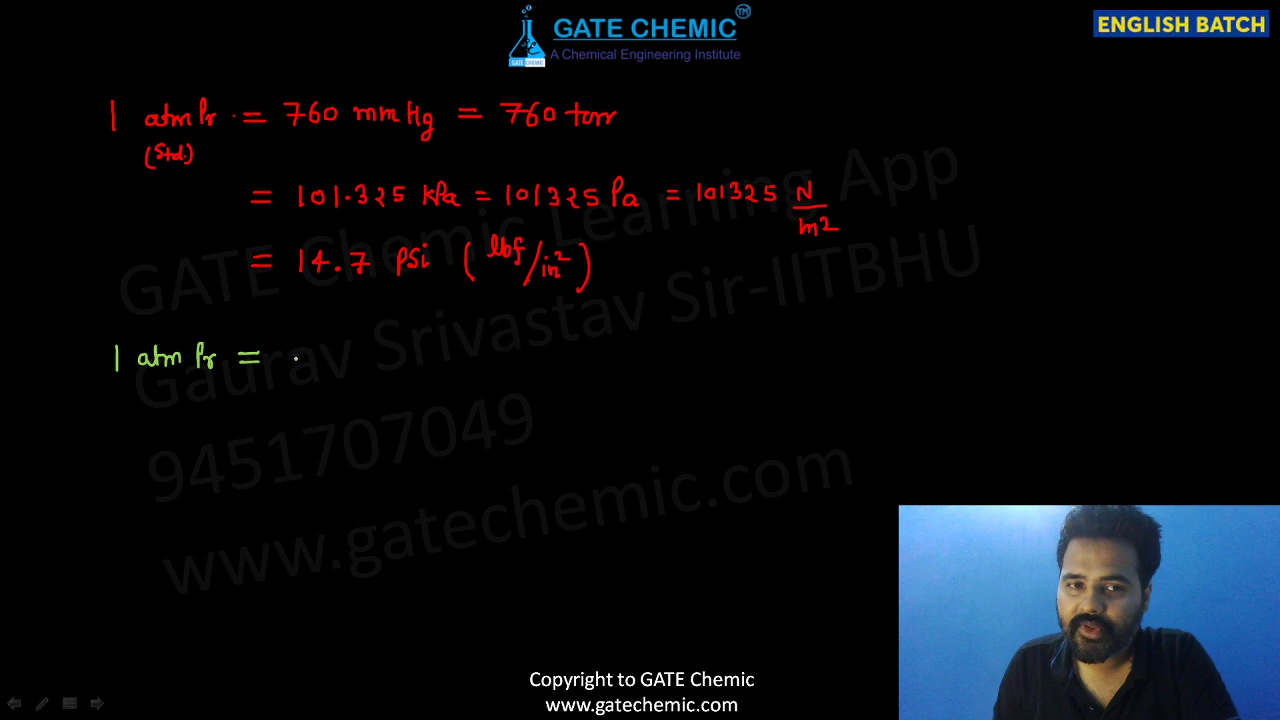 GATE CHEMIC™
A Chemical Engineering Institute
GATE CHEMIC
ENGLISH BATCH
1 atm Pr. = 760 mm Hg = 760 torr
(Std.)
= 101.325 kPa = 101325 Pa = 101325 N/m2
= 14.7 Psi (lbf/in²)
1 atm Pr =
GATE Chemic Learning App
Gaurav Srivastav Sir-IITBHU
9451707049
www.gatechemic.com
Copyright to GATE Chemic
www.gatechemic.com